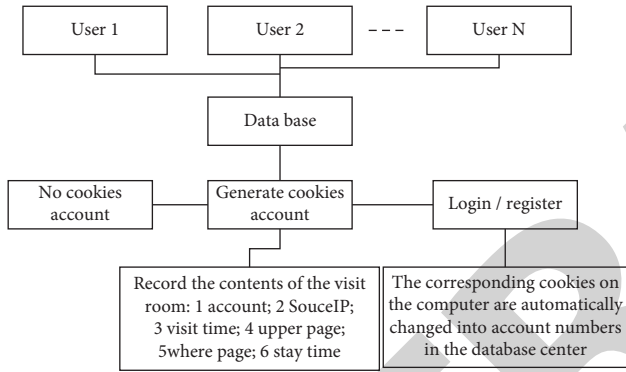 User 1
User 2
User N
Data base
No cookies
account
Generate cookies
account
Login / register
Record the contents of the visit
room: 1 account; 2 SouceIP;
3 visit time; 4 upper page;
5where page; 6 stay time
The corresponding cookies on
the computer are automatically
changed into account numbers
in the database center